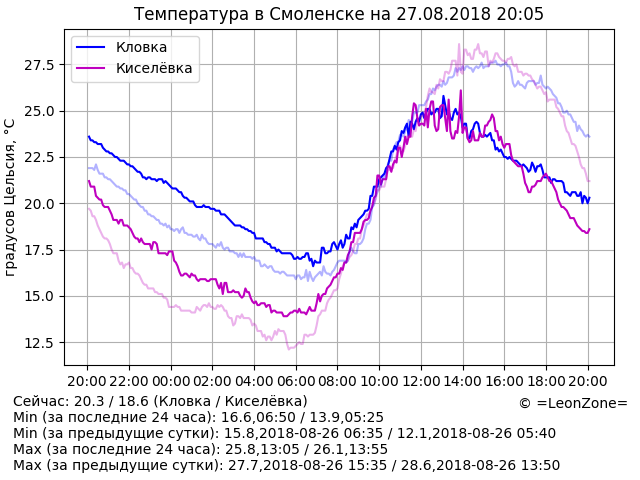 Температура в Смоленске на 27.08.2018 20:05
Кловка
Киселёвка
градусов Цельсия, °C
27.5
25.0
22.5
20.0
17.5
15.0
12.5
20:00 22:00 00:00 02:00 04:00 06:00 08:00 10:00 12:00 14:00 16:00 18:00 20:00
Сейчас: 20.3 / 18.6 (Кловка / Киселёвка)
© =LeonZone=
Min (за последние 24 часа): 16.6,06:50 / 13.9,05:25
Min (за предыдущие сутки): 15.8,2018-08-26 06:35 / 12.1,2018-08-26 05:40
Max (за последние 24 часа): 25.8,13:05 / 26.1,13:55
Max (за предыдущие сутки): 27.7,2018-08-26 15:35 / 28.6,2018-08-26 13:50